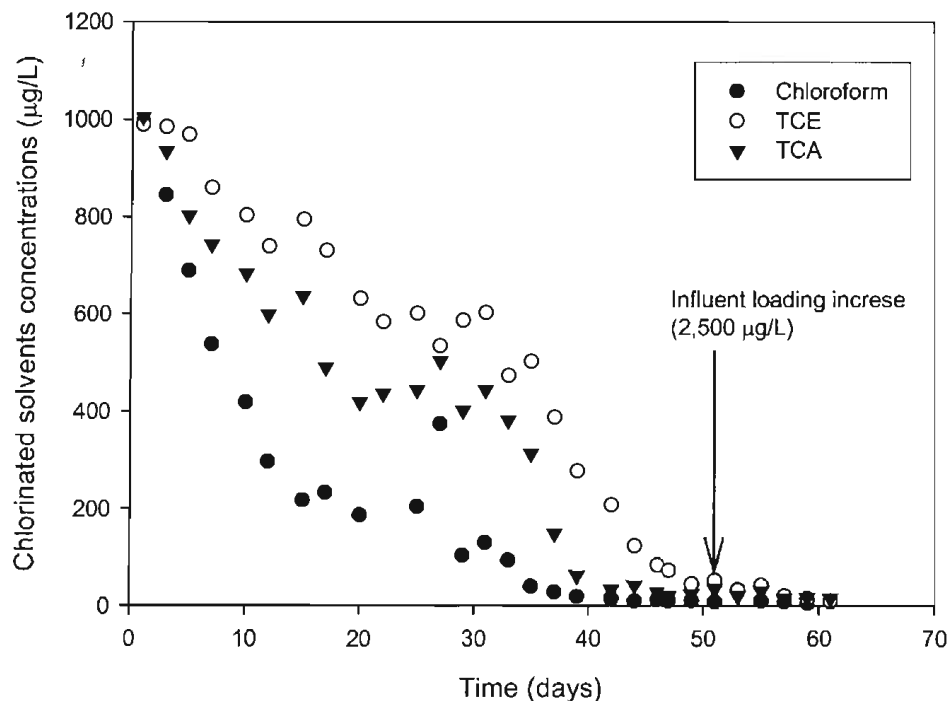 1200
1000
800
600
400
200
0
Chlorinated solvents concentrations (µg/L)
Chloroform
TCE
TCA
Influent loading increse
(2,500 µg/L)
0 10 20 30 40 50 60 70
Time (days)